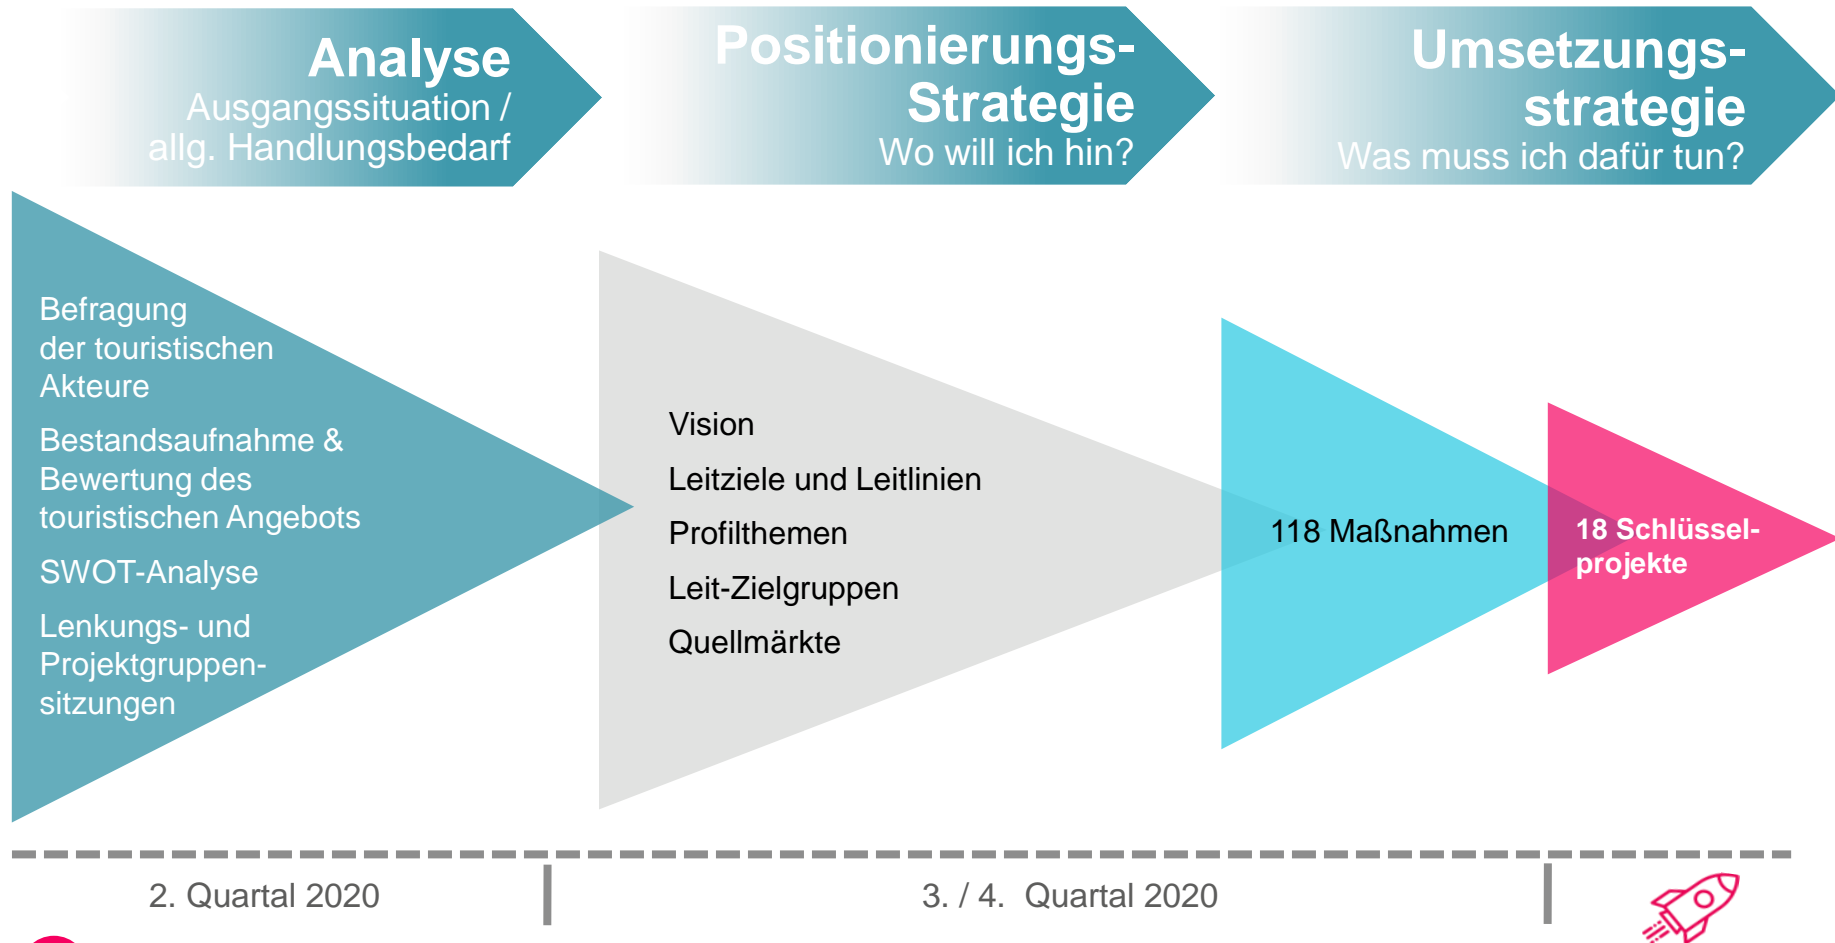 Analyse
Ausgangssituation /
allg. Handlungsbedarf
Positionierungs-
Strategie
Wo will ich hin?
Umsetzungs-
strategie
Was muss ich dafür tun?
Befragung
der touristischen
Akteure
Bestandsaufnahme &
Bewertung des
touristischen Angebots
SWOT-Analyse
Lenkungs- und
Projektgruppen-
sitzungen
Vision
Leitziele und Leitlinien
Profilthemen
Leit-Zielgruppen
Quellmärkte
118 Maßnahmen
18 Schlüssel-
projekte
2. Quartal 2020
3. / 4. Quartal 2020